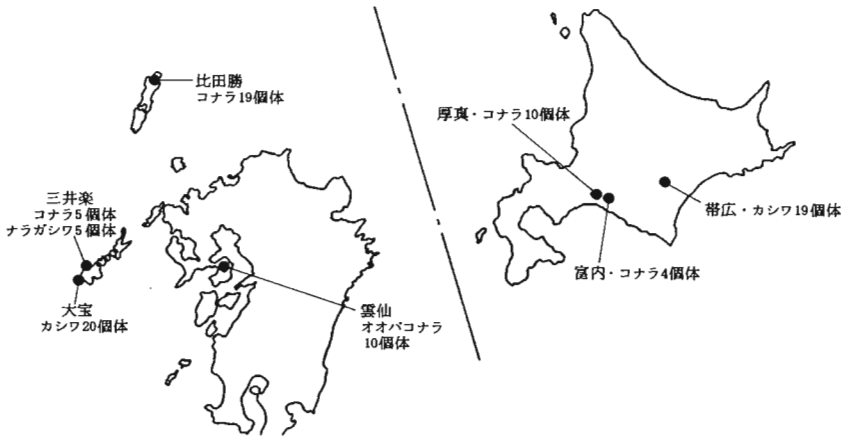 比田勝
コナラ19個体
三井楽
コナラ5個体
ナラガシワ5個体
大宝
カシワ20個体
雲仙
オオバコナラ
10個体
厚真・コナラ10個体
帯広・カシワ19個体
富内・コナラ4個体